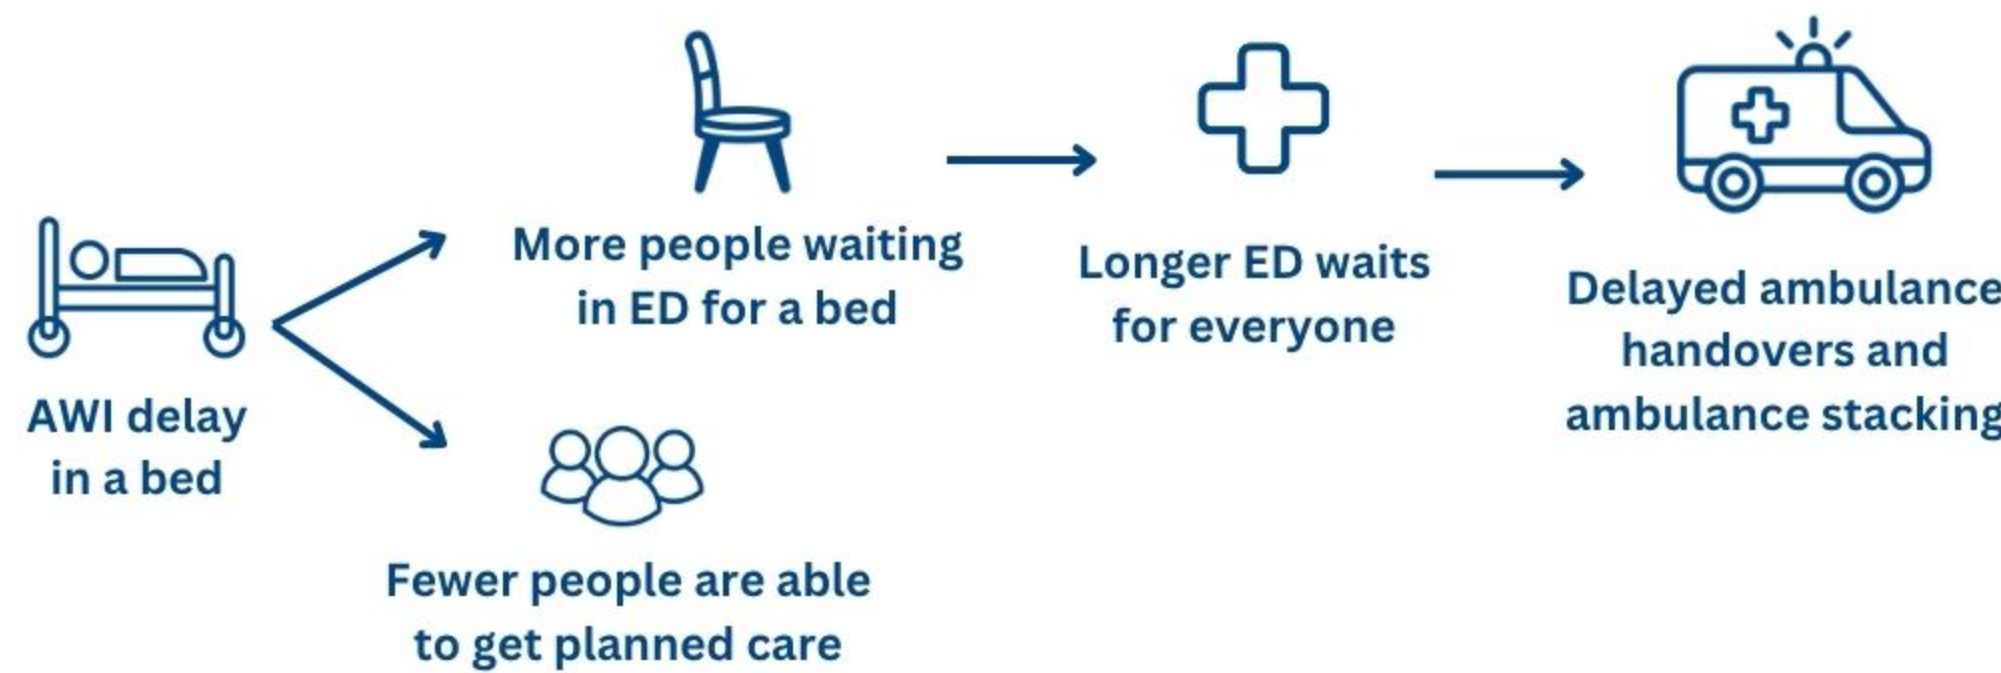 AWI delay
in a bed
More people waiting
in ED for a bed
Longer ED waits
for everyone
Delayed ambulance
handovers and
ambulance stacking
Fewer people are able
to get planned care